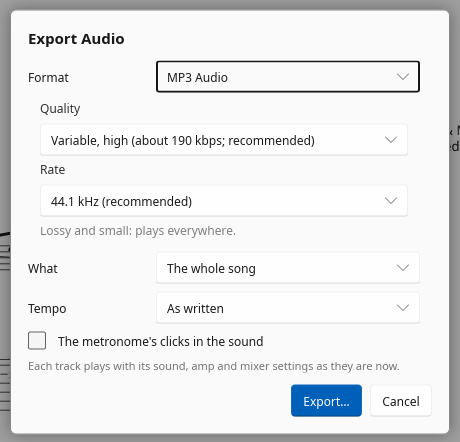 Export Audio
Format
MP3 Audio
Quality
Variable, high (about 190 kbps; recommended)
Rate
44.1 kHz (recommended)
Lossy and small: plays everywhere.
What
The whole song
Tempo
As written
The metronome's clicks in the sound
Each track plays with its sound, amp and mixer settings as they are now.
Export...
Cancel